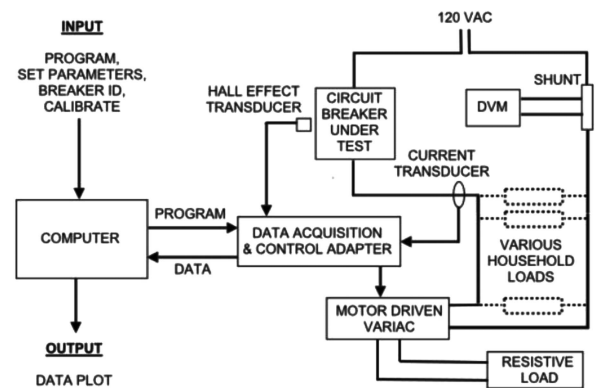 INPUT
PROGRAM,
SET PARAMETERS,
BREAKER ID,
CALIBRATE
120 VAC
HALL EFFECT
TRANSDUCER
CIRCUIT
BREAKER
UNDER
TEST
DVM
SHUNT
CURRENT
TRANSDUCER
COMPUTER
PROGRAM
DATA
DATA ACQUISITION
& CONTROL ADAPTER
VARIOUS
HOUSEHOLD
LOADS
MOTOR DRIVEN
VARIAC
OUTPUT
DATA PLOT
RESISTIVE
LOAD